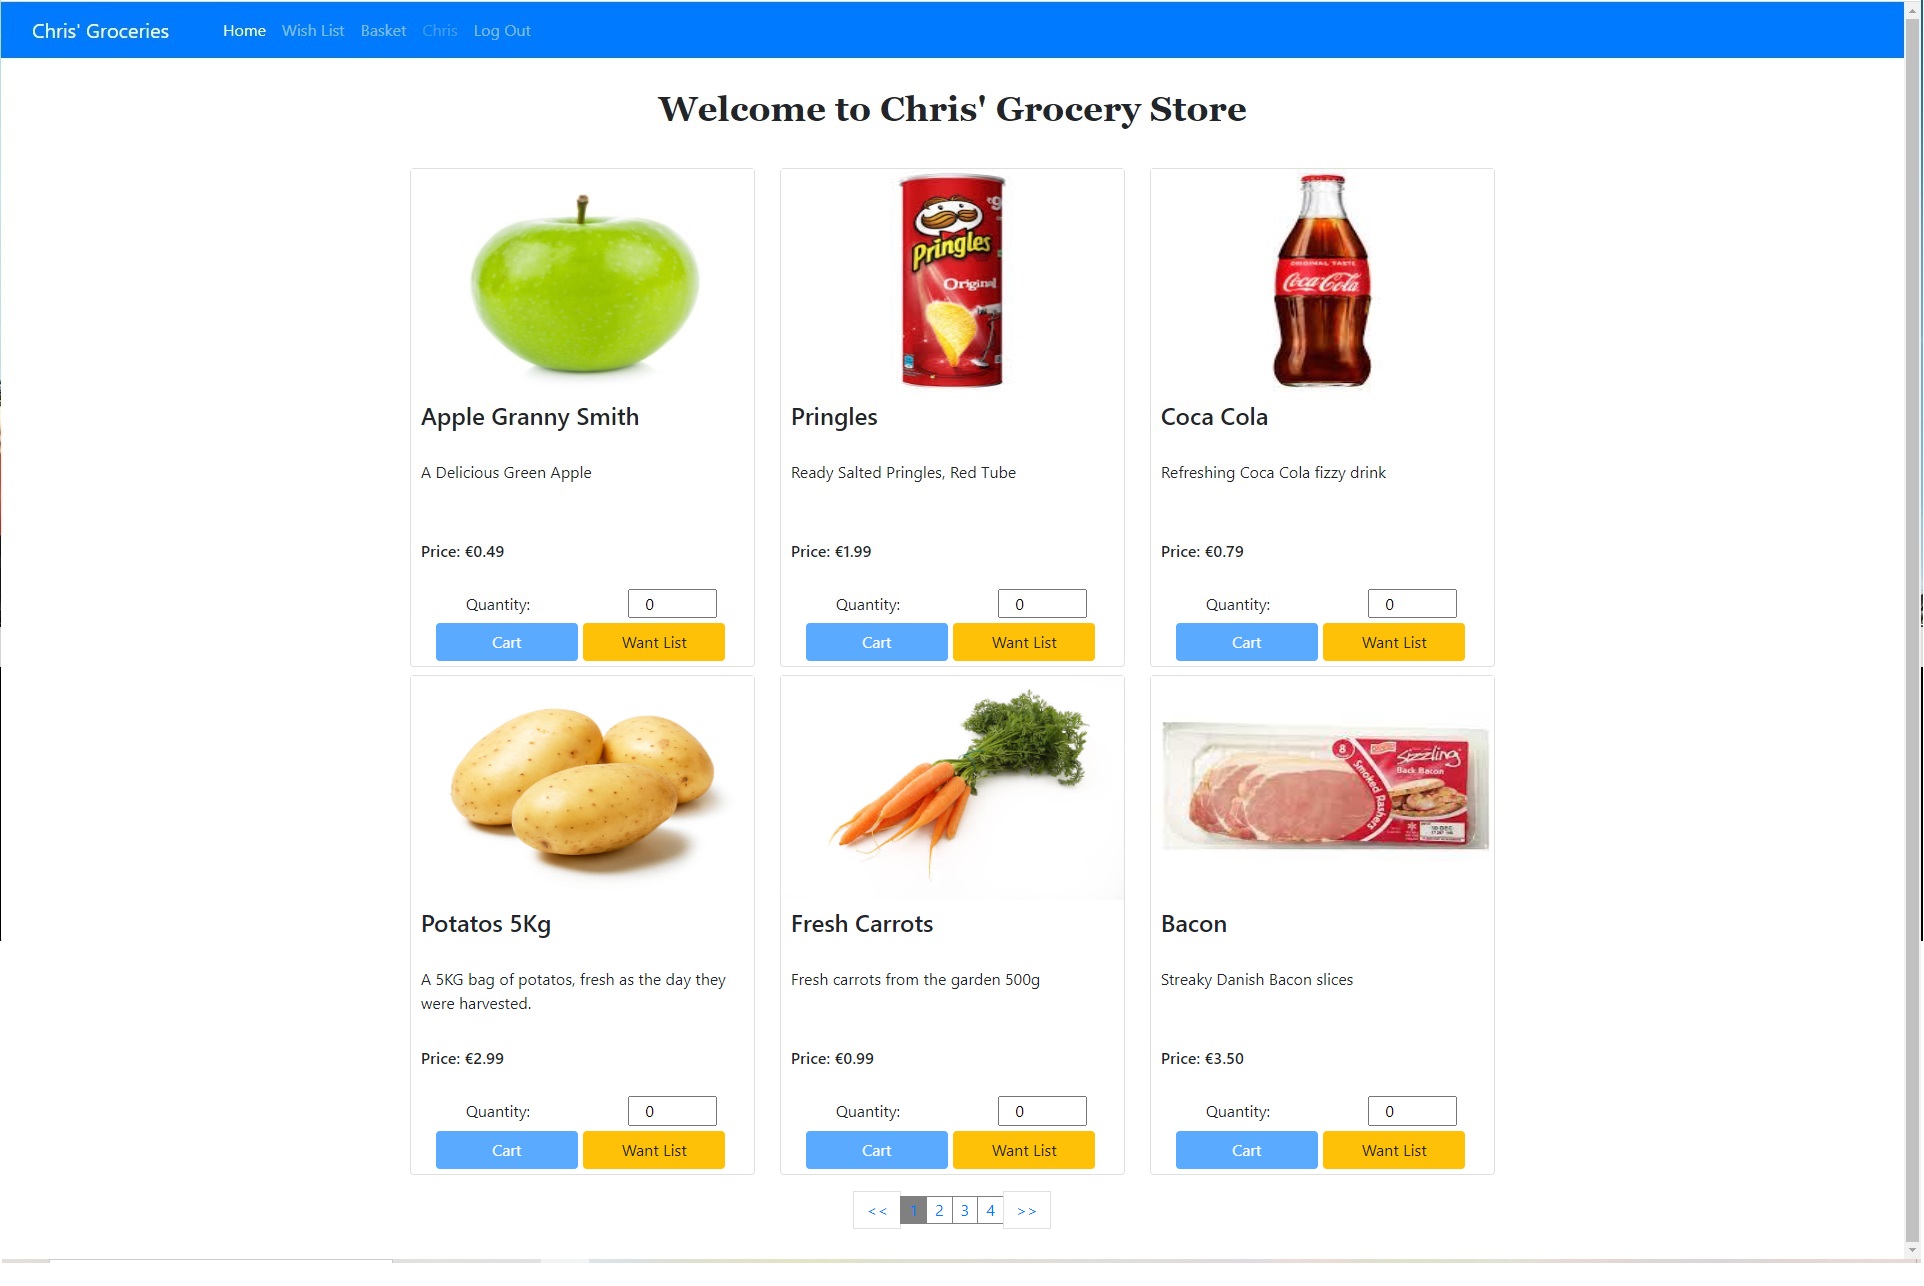 Chris' Groceries Home Wish List Basket Chris Log Out
Welcome to Chris' Grocery Store
Pringles
Original
ORIGINAL TASTE
Coca-Cola
Apple Granny Smith
Pringles
Coca Cola
A Delicious Green Apple
Ready Salted Pringles, Red Tube
Refreshing Coca Cola fizzy drink
Price: €0.49
Price: €1.99
Price: €0.79
Quantity: 0
Quantity: 0
Quantity: 0
Cart Want List
Cart Want List
Cart Want List
8
Smoked Rashers
Sizzling
Back Bacon
Potatos 5Kg
Fresh Carrots
Bacon
A 5KG bag of potatos, fresh as the day they
were harvested.
Fresh carrots from the garden 500g
Streaky Danish Bacon slices
Price: €2.99
Price: €0.99
Price: €3.50
Quantity: 0
Quantity: 0
Quantity: 0
Cart Want List
Cart Want List
Cart Want List
<< 1 2 3 4 >>